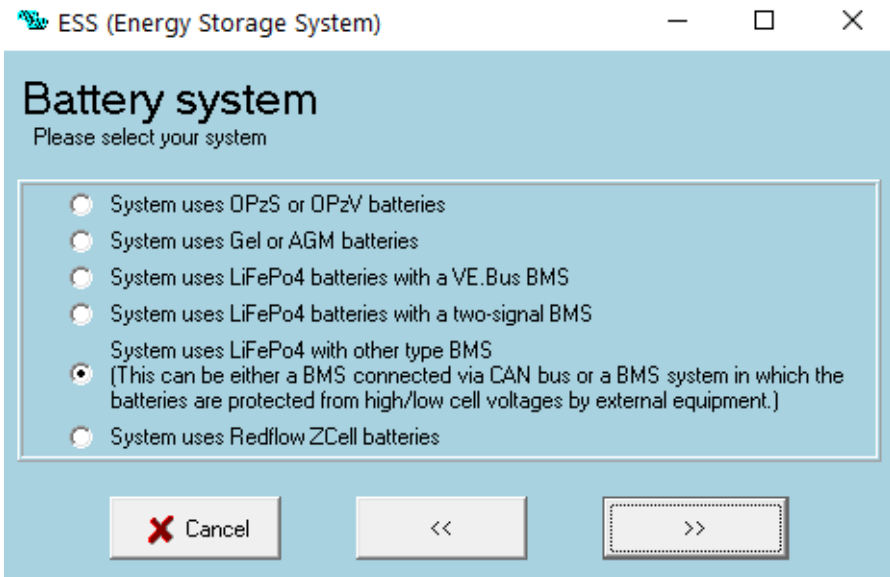 ESS (Energy Storage System)
Battery system
Please select your system
System uses OPzS or OPzV batteries
System uses Gel or AGM batteries
System uses LiFePo4 batteries with a VE.Bus BMS
System uses LiFePo4 batteries with a two-signal BMS
System uses LiFePo4 with other type BMS
(This can be either a BMS connected via CAN bus or a BMS system in which the
batteries are protected from high/low cell voltages by external equipment.)
System uses Redflow ZCell batteries
Cancel
<<
>>